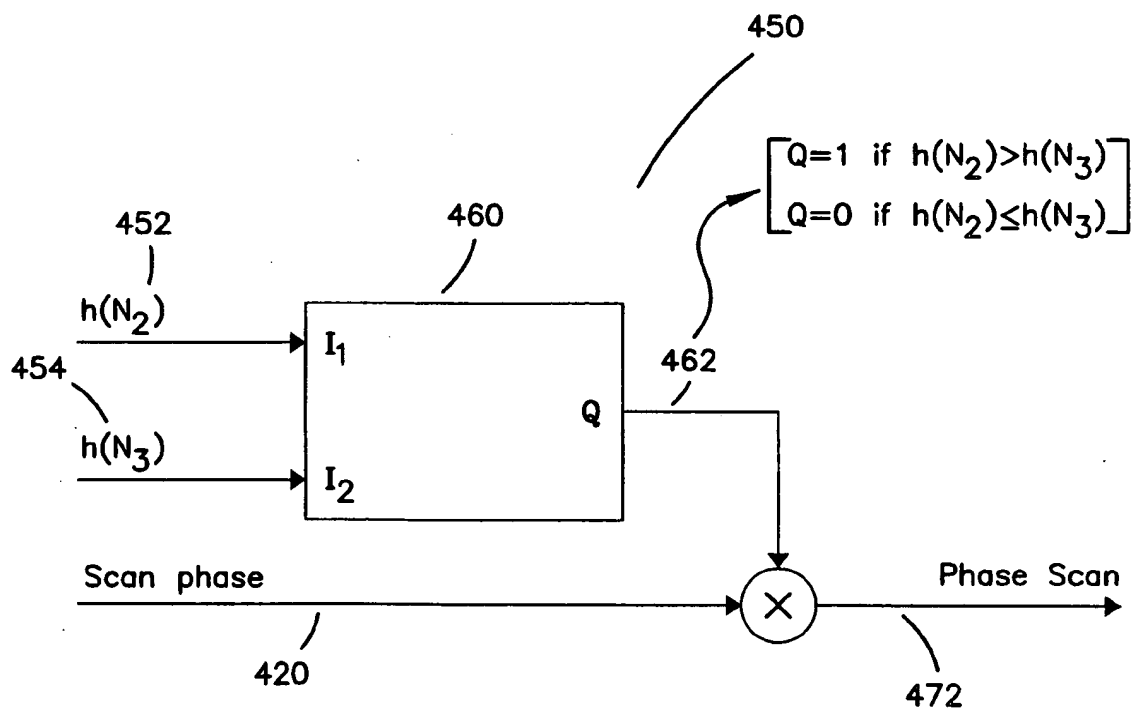 450
Q=1 if h(N₂)>h(N₃)
Q=0 if h(N₂)≤h(N₃)
452
460
h(N₂)
I₁
454
462
Q
h(N₃)
I₂
Scan phase
Phase Scan
×
420
472